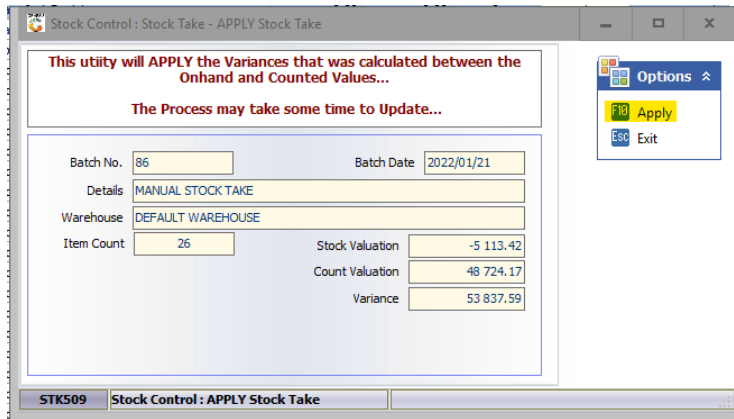 Stock Control : Stock Take - APPLY Stock Take
This utiity will APPLY the Variances that was calculated between the
Onhand and Counted Values...
The Process may take some time to Update...
Options
F10 Apply
Esc Exit
Batch No. 86 Batch Date 2022/01/21
Details MANUAL STOCK TAKE
Warehouse DEFAULT WAREHOUSE
Item Count 26 Stock Valuation -5 113.42
Count Valuation 48 724.17
Variance 53 837.59
STK509 Stock Control : APPLY Stock Take